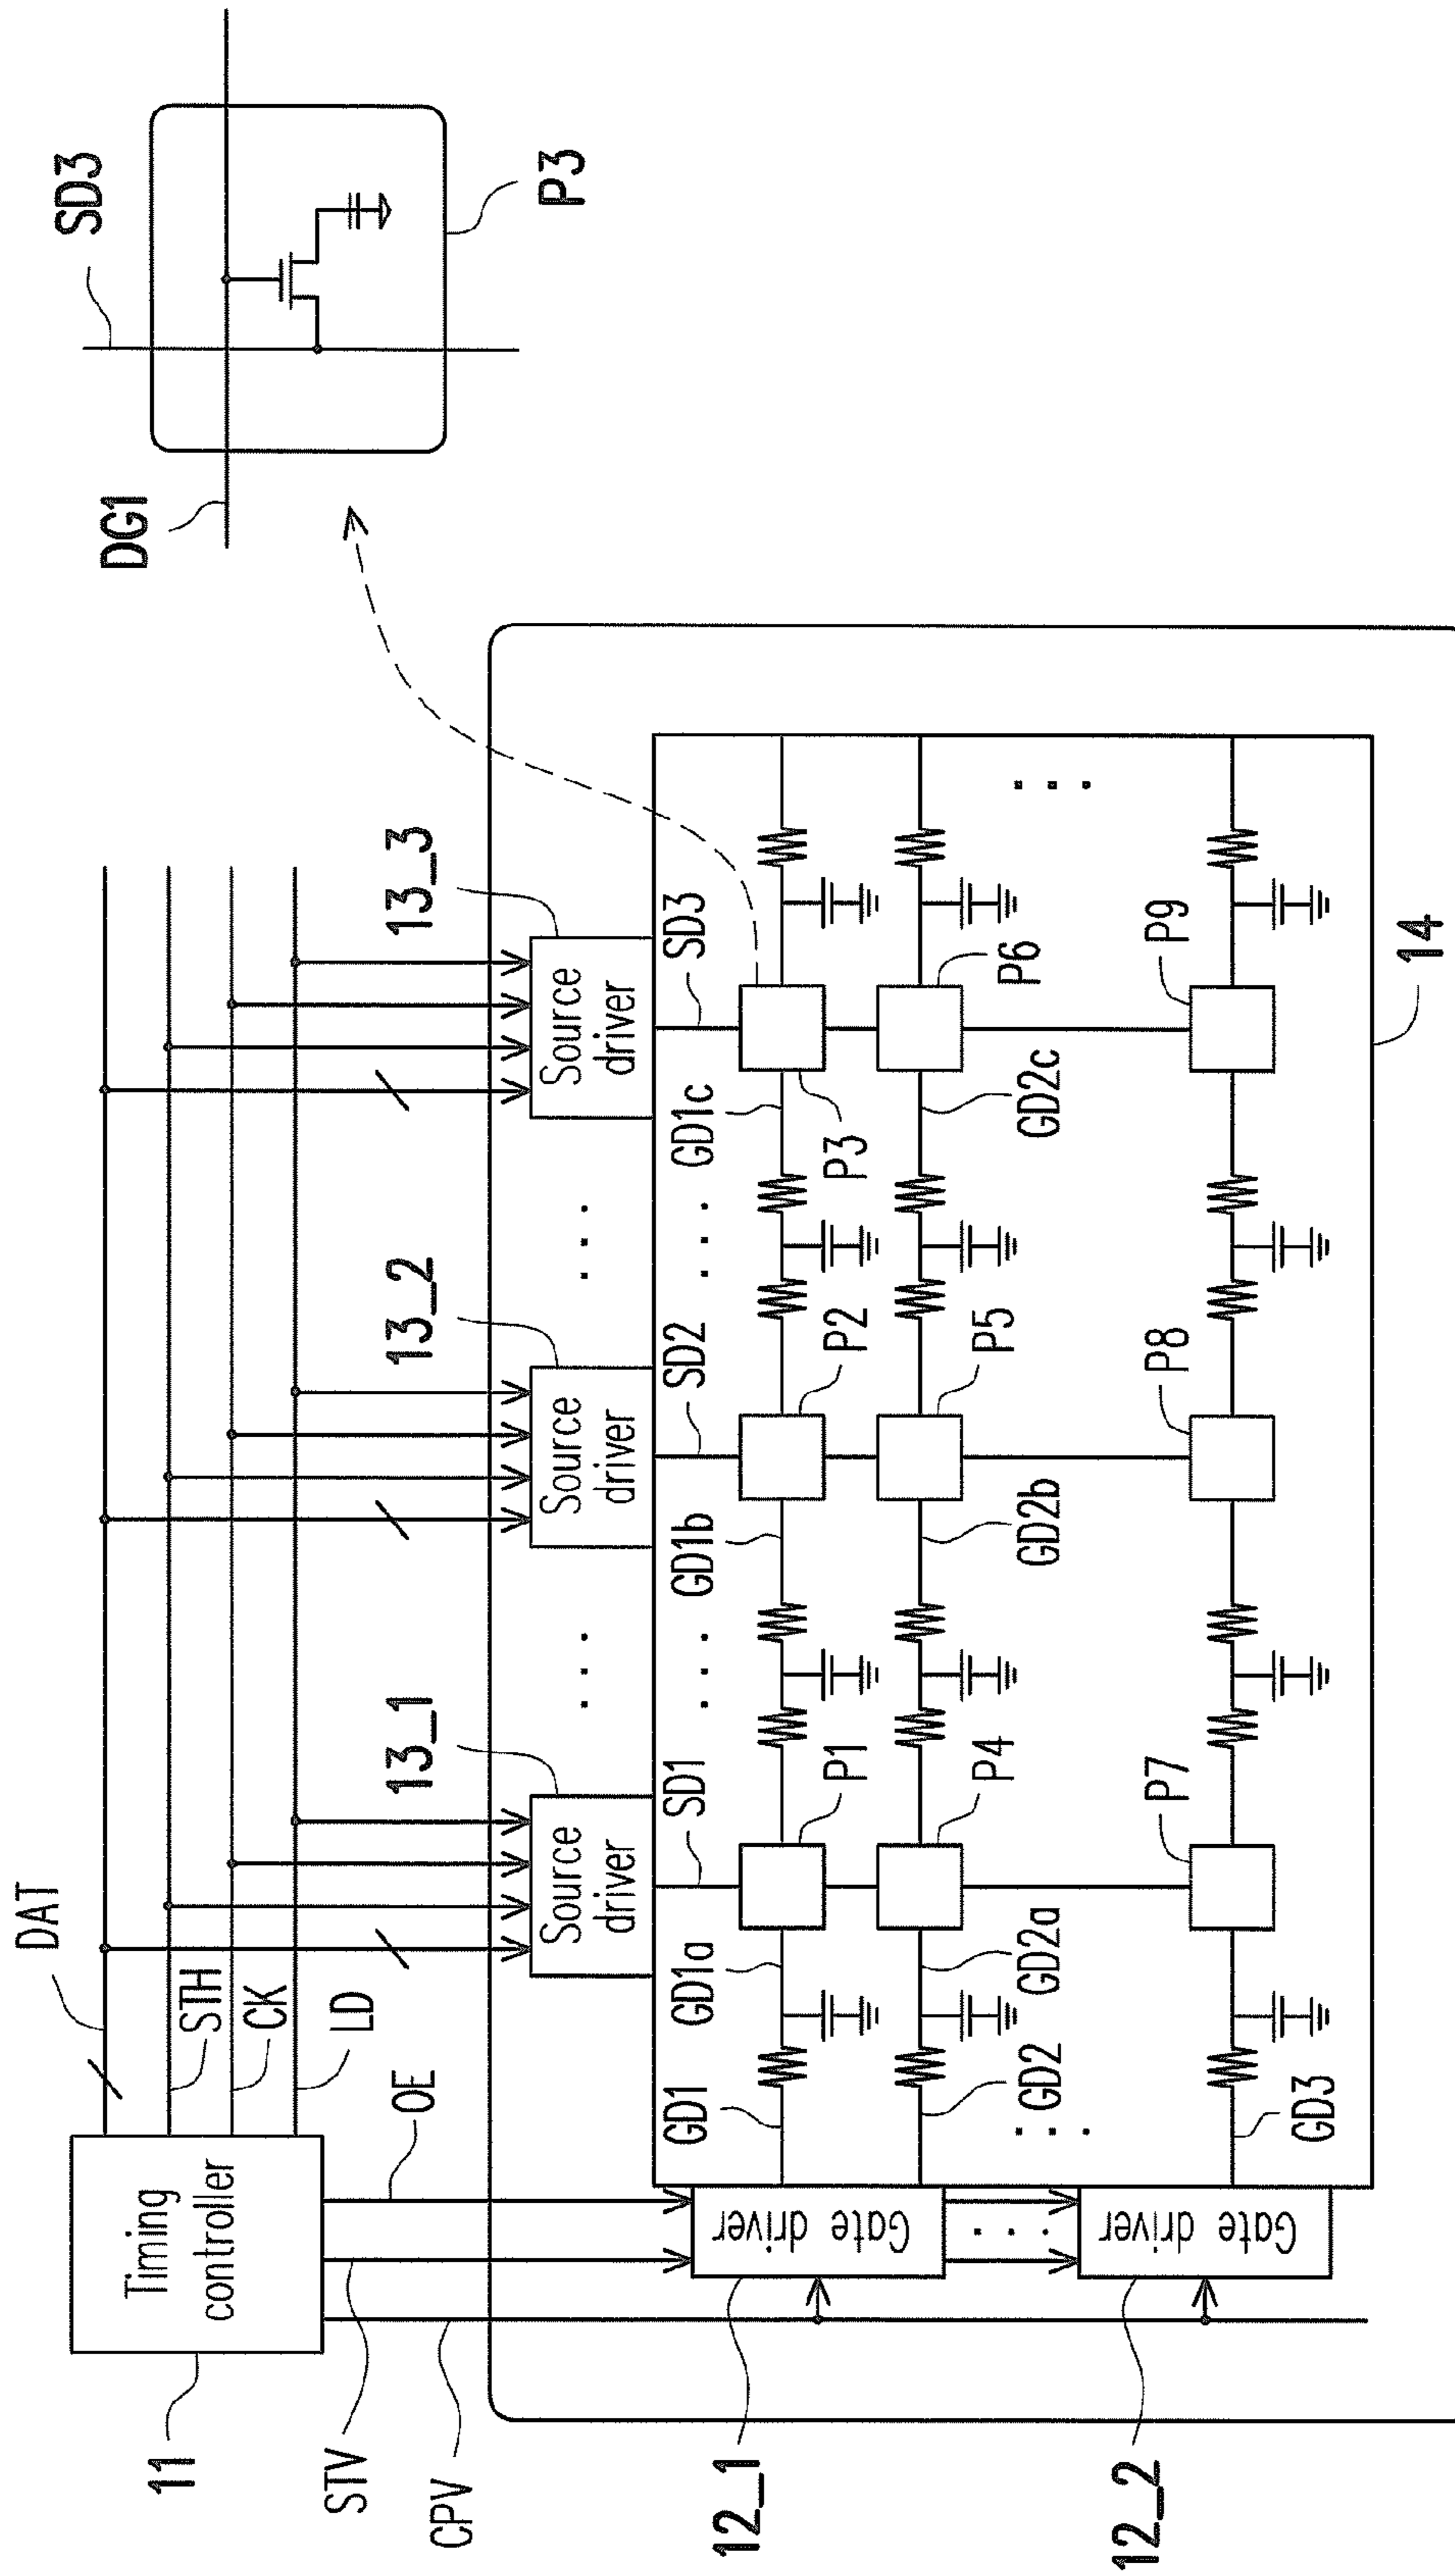 DAT
STH
CK
LD
Timing
controller
11
OE
STV
CPV
13_1
13_2
13_3
Source
driver
Source
driver
Source
driver
SD1
SD2
SD3
GD1
GD1a
GD1b
GD1c
P1
P2
P3
GD2
GD2a
GD2b
GD2c
P4
P5
P6
GD3
P7
P8
P9
Gate driver
Gate driver
12_1
12_2
14
SD3
DG1
P3